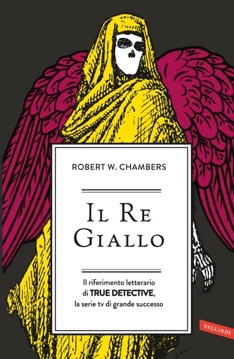 ROBERT W. CHAMBERS
IL RE
GIALLO
Il riferimento letterario
di TRUE DETECTIVE,
la serie tv di grande successo
VALLARDI